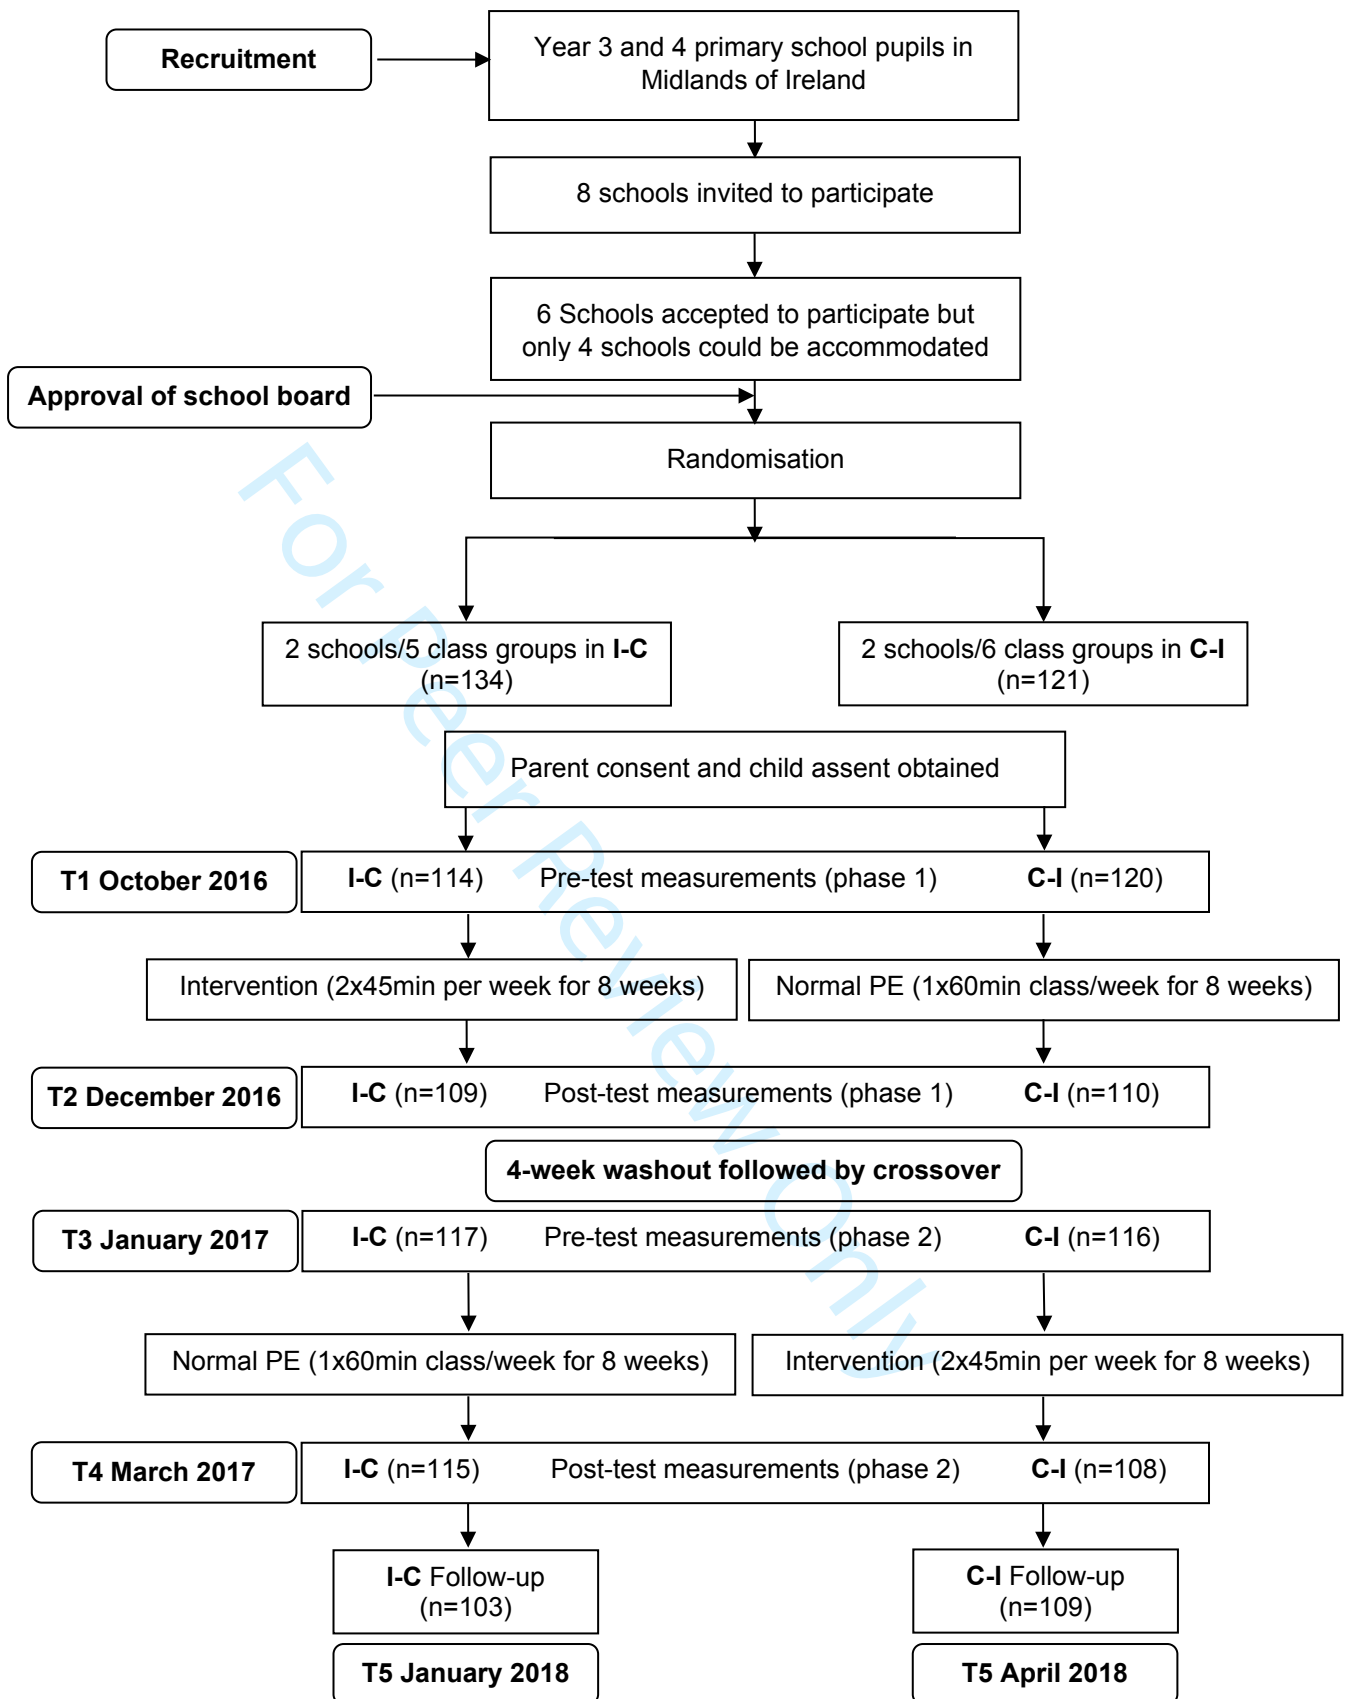 Recruitment
Year 3 and 4 primary school pupils in
Midlands of Ireland
8 schools invited to participate
6 Schools accepted to participate but
only 4 schools could be accommodated
Approval of school board
Randomisation
2 schools/5 class groups in I-C
(n=134)
2 schools/6 class groups in C-I
(n=121)
Parent consent and child assent obtained
T1 October 2016
I-C (n=114) Pre-test measurements (phase 1) C-I (n=120)
Intervention (2x45min per week for 8 weeks)
Normal PE (1x60min class/week for 8 weeks)
T2 December 2016
I-C (n=109) Post-test measurements (phase 1) C-I (n=110)
4-week washout followed by crossover
T3 January 2017
I-C (n=117) Pre-test measurements (phase 2) C-I (n=116)
Normal PE (1x60min class/week for 8 weeks)
Intervention (2x45min per week for 8 weeks)
T4 March 2017
I-C (n=115) Post-test measurements (phase 2) C-I (n=108)
I-C Follow-up
(n=103)
C-I Follow-up
(n=109)
T5 January 2018
T5 April 2018
For Peer Review Only